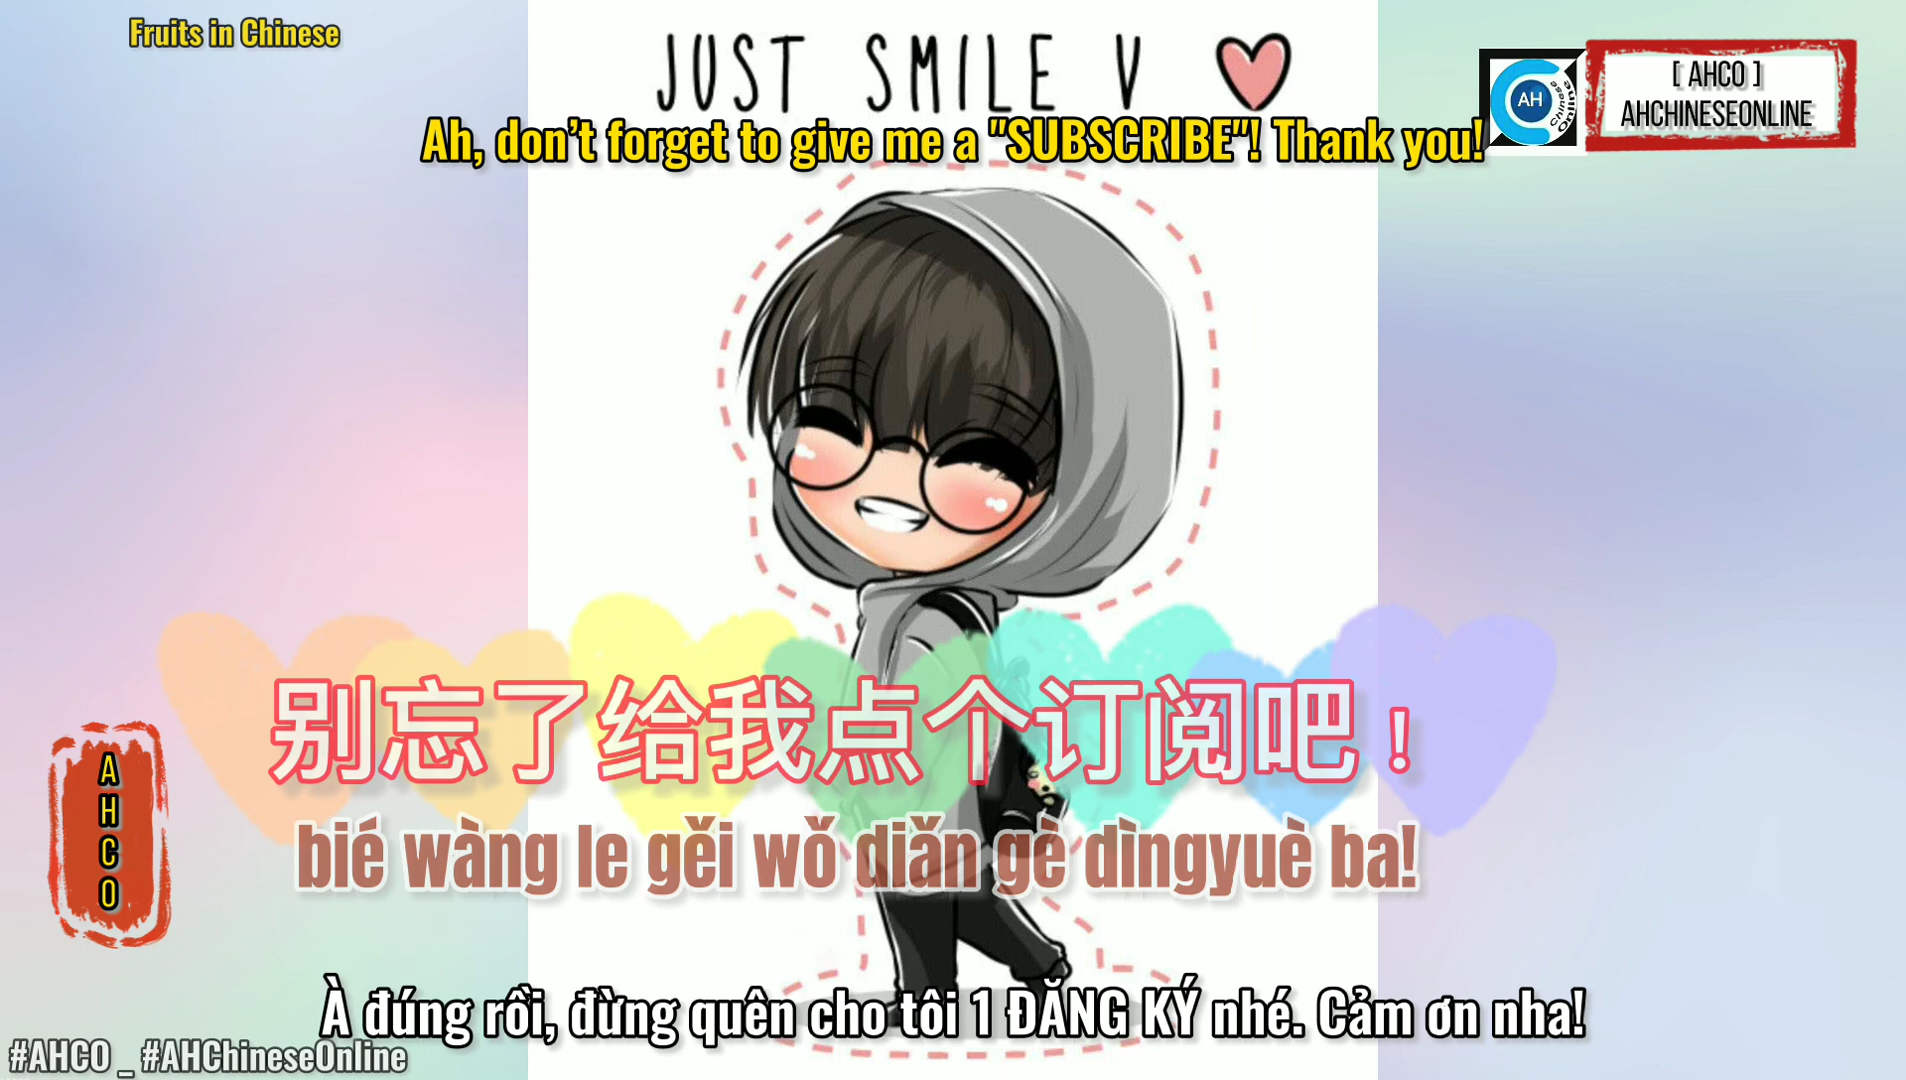 Fruits in Chinese
JUST SMILE V
[ AHCO ]
AHCHINESEONLINE
AH
Chinese
Online
Ah, don’t forget to give me a "SUBSCRIBE"! Thank you!
别忘了给我点个订阅吧！
bié wàng le gěi wǒ diǎn gè dìngyuè ba!
A
H
C
O
À đúng rồi, đừng quên cho tôi 1 ĐĂNG KÝ nhé. Cảm ơn nha!
#AHCO _ #AHChineseOnline